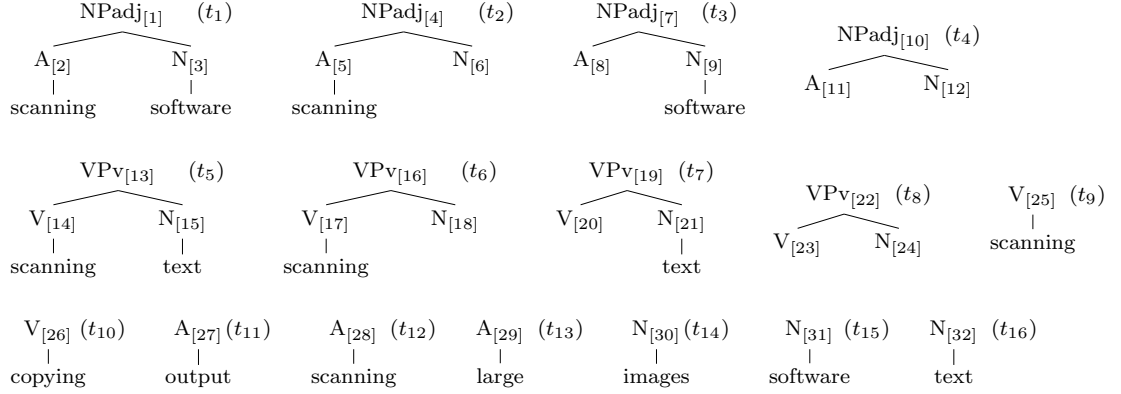 NPadj[1] (t1) NPadj[4] (t2) NPadj[7] (t3) NPadj[10] (t4)
A[2] N[3] A[5] N[6] A[8] N[9] A[11] N[12]
scanning software scanning software
VPv[13] (t5) VPv[16] (t6) VPv[19] (t7) VPv[22] (t8) V[25] (t9)
V[14] N[15] V[17] N[18] V[20] N[21] V[23] N[24] scanning
scanning text scanning text
V[26] (t10) A[27] (t11) A[28] (t12) A[29] (t13) N[30] (t14) N[31] (t15) N[32] (t16)
copying output scanning large images software text